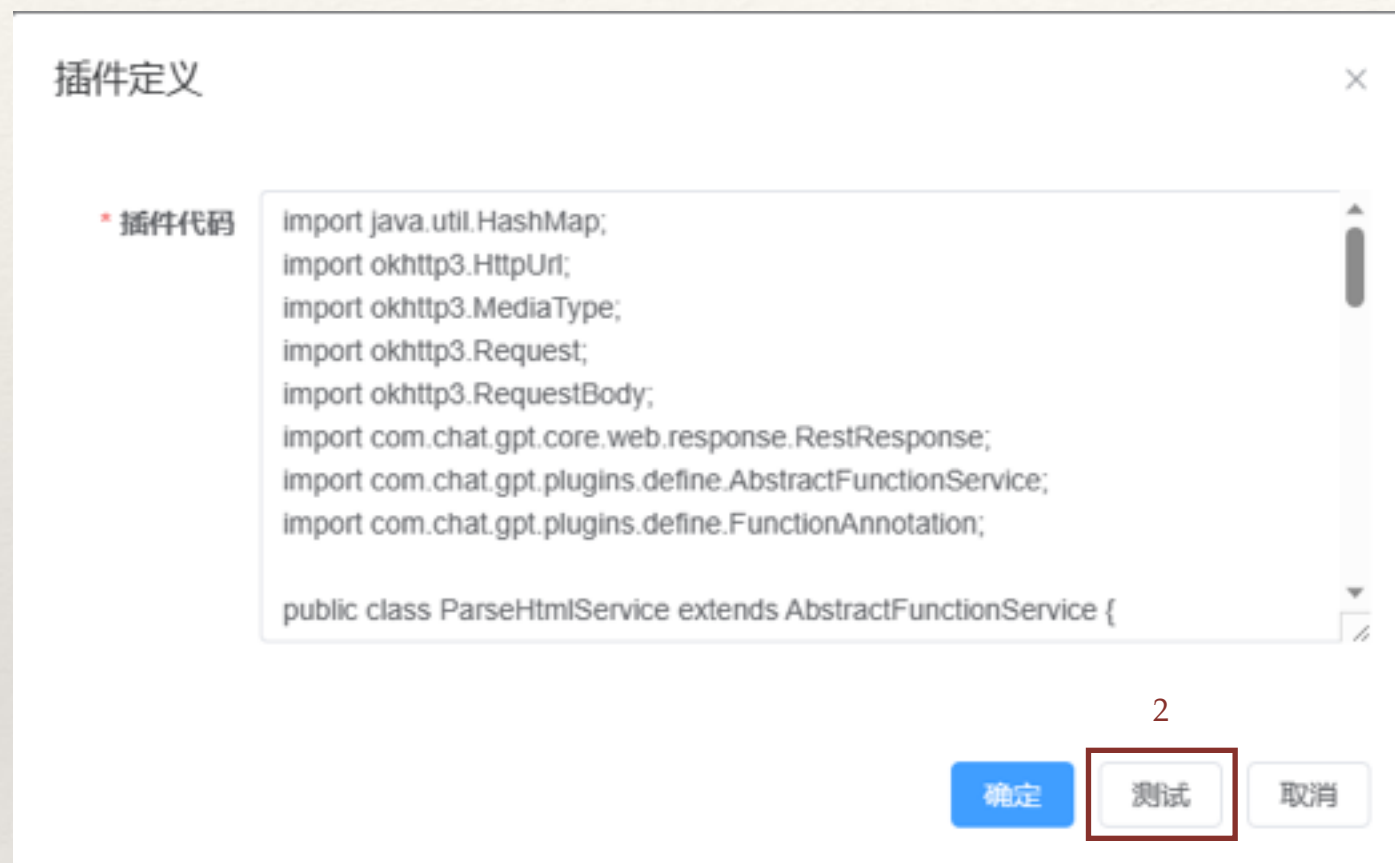 插件定义
* 插件代码
import java.util.HashMap;
import okhttp3.HttpUrl;
import okhttp3.MediaType;
import okhttp3.Request;
import okhttp3.RequestBody;
import com.chat.gpt.core.web.response.RestResponse;
import com.chat.gpt.plugins.define.AbstractFunctionService;
import com.chat.gpt.plugins.define.FunctionAnnotation;
public class ParseHtmlService extends AbstractFunctionService {
2
确定 测试 取消